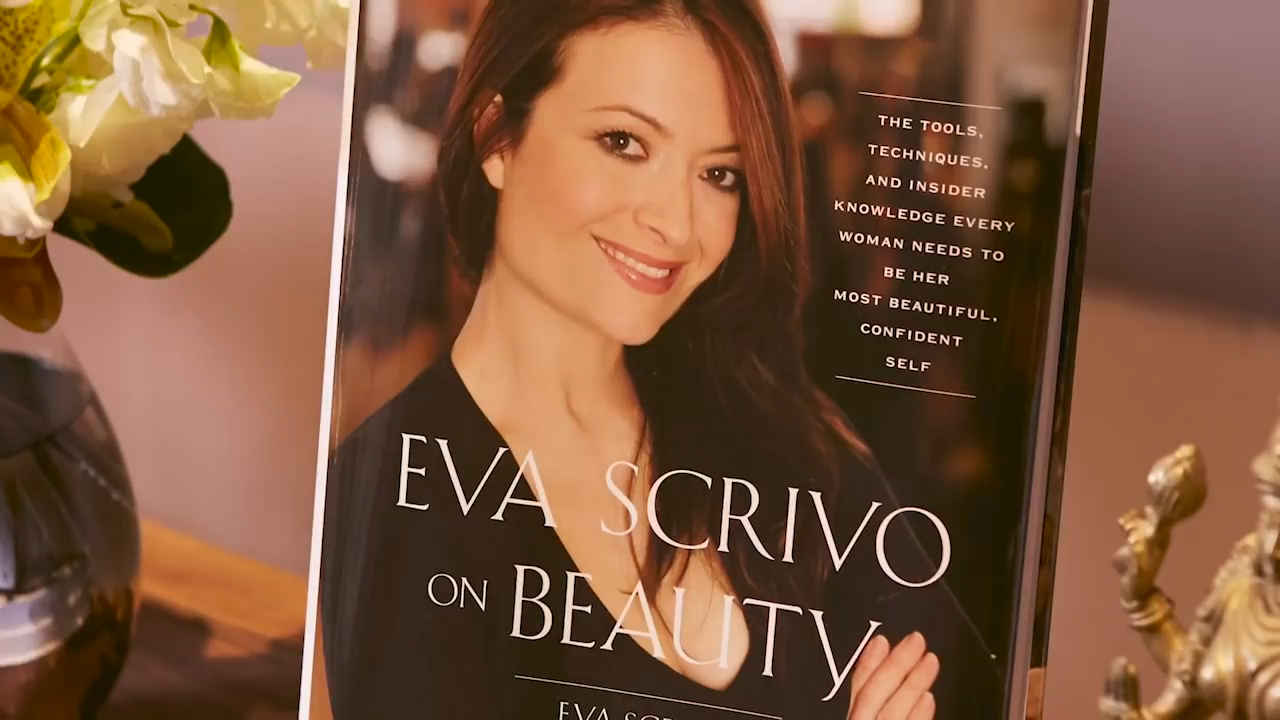 THE TOOLS,
TECHNIQUES,
AND INSIDER
KNOWLEDGE EVERY
WOMAN NEEDS TO
BE HER
MOST BEAUTIFUL,
CONFIDENT
SELF
EVA SCRIVO
ON BEAUTY
EVA